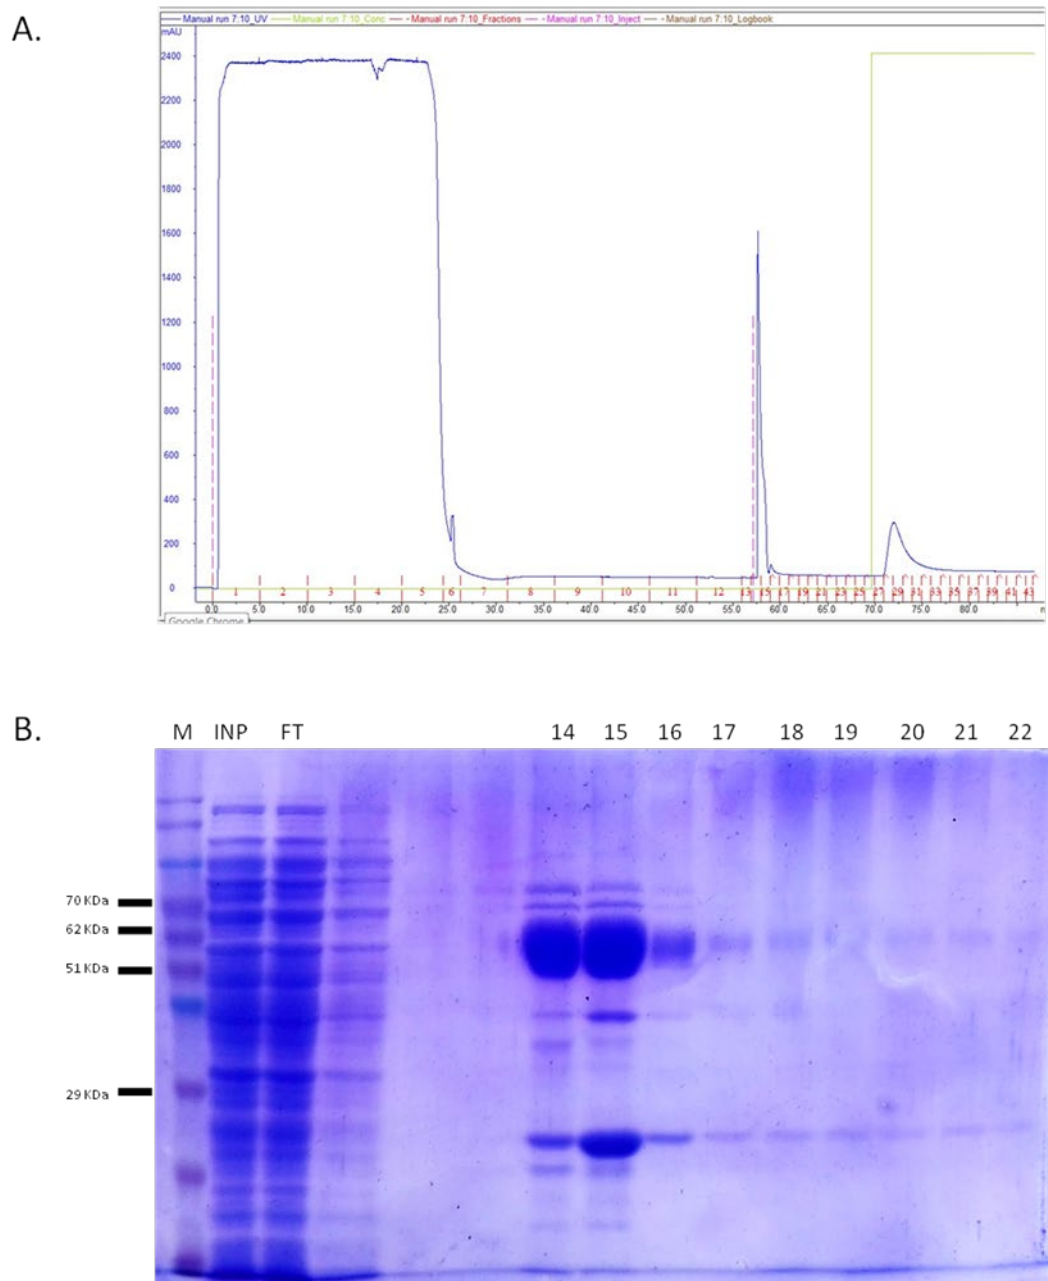 A.
Manual run 7:10_UV Manual run 7:10_Conc Manual run 7:10_Fractions Manual run 7:10_Inject Manual run 7:10_Logbook
mAU
2400
2200
2000
1800
1600
1400
1200
1000
800
600
400
200
0
1 2 3 4 5 6 7 8 9 10 11 12 13 15 17 19 21 23 25 27 29 31 33 35 37 39 41 43
0.0 5.0 10.0 15.0 20.0 25.0 30.0 35.0 40.0 45.0 50.0 55.0 60.0 65.0 70.0 75.0 80.0
Google Chrome
B.
M INP FT 14 15 16 17 18 19 20 21 22
70 KDa
62 KDa
51 KDa
29 KDa